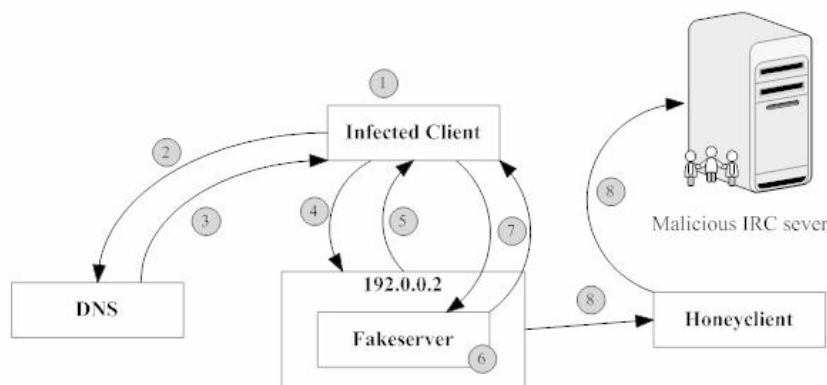 1
Infected Client
2
3
4
5
7
8
Malicious IRC sever
DNS
192.0.0.2
Fakeserver
6
8
Honeyclient